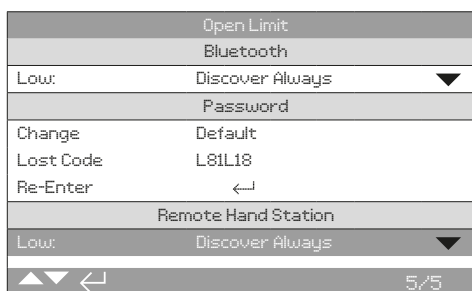 Open Limit
Bluetooth
Low: Discover Always
Password
Change Default
Lost Code L81L18
Re-Enter
Remote Hand Station
Low: Discover Always
5/5